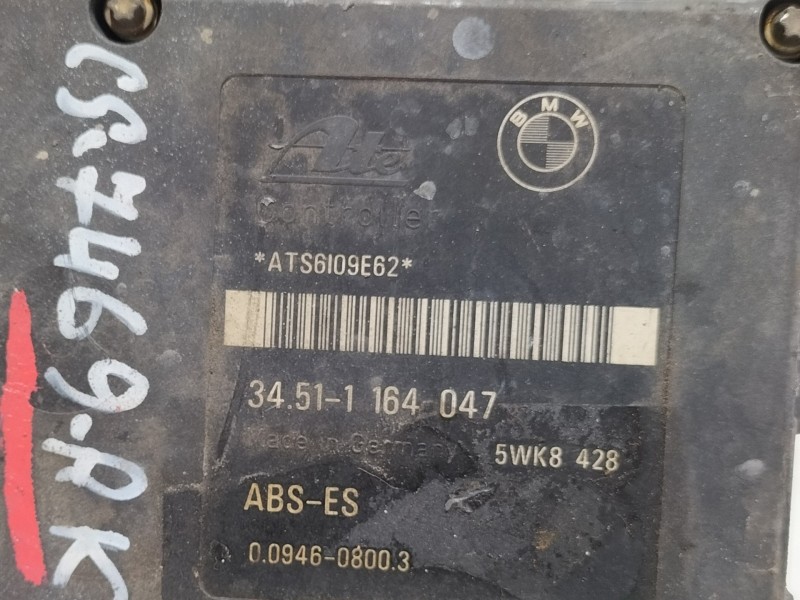 Ate
BMW
Controller
*ATS6I09E62*
34.51-1 164 047
Made in Germany
5WK8 428
ABS-ES
0.0946-0800.3